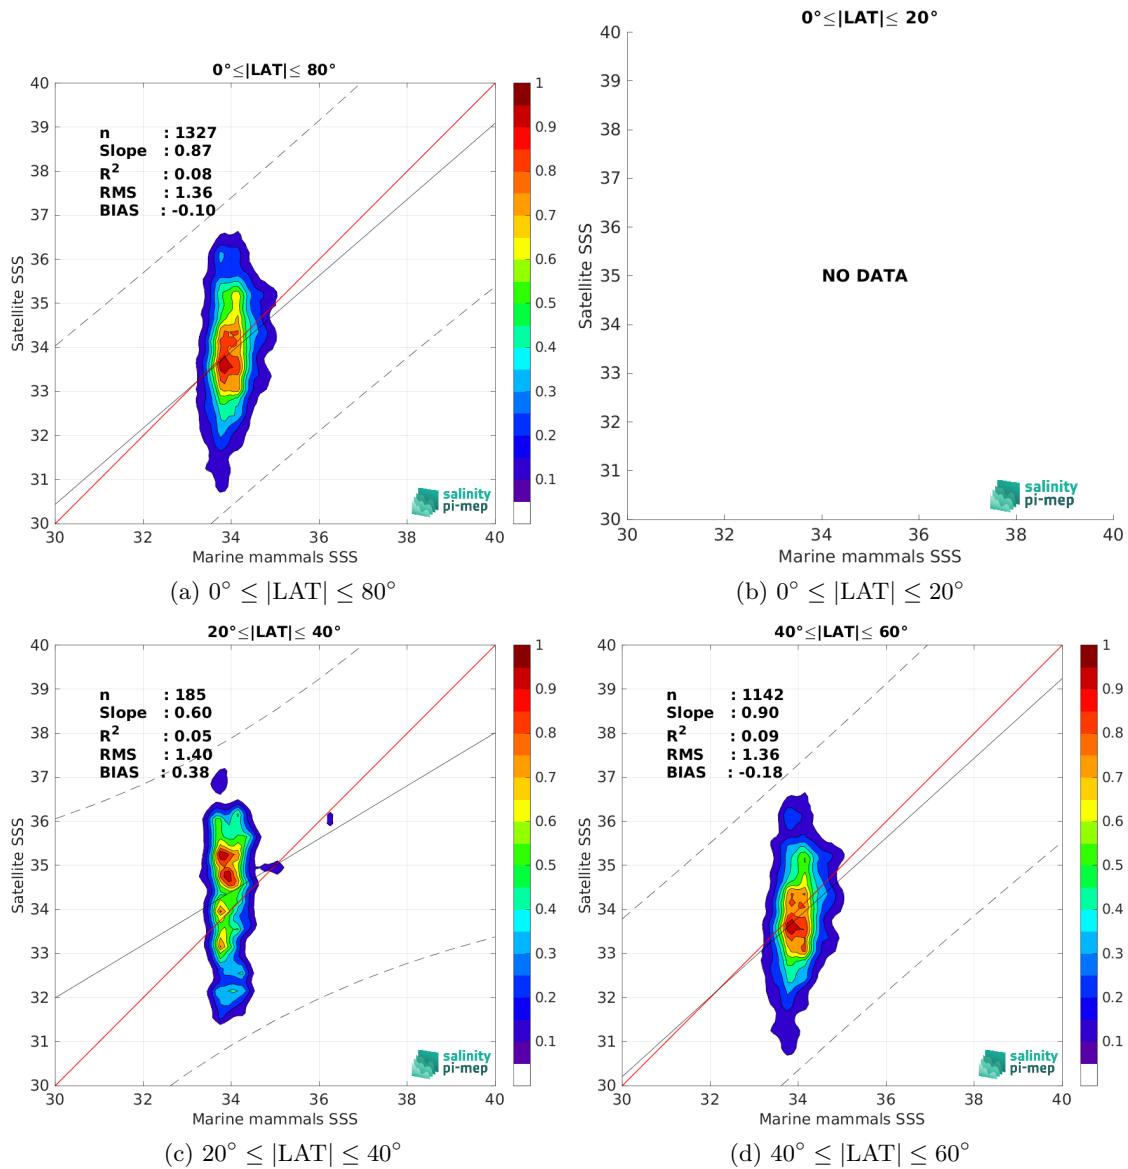 0°≤|LAT|≤ 80°
40
39
38
37
36
35
34
33
32
31
30
Satellite SSS
n : 1327
Slope : 0.87
R² : 0.08
RMS : 1.36
BIAS : -0.10
salinity
pi-mep
30 32 34 36 38 40
Marine mammals SSS
1
0.9
0.8
0.7
0.6
0.5
0.4
0.3
0.2
0.1
(a) 0° ≤ |LAT| ≤ 80°
0°≤|LAT|≤ 20°
40
39
38
37
36
35
34
33
32
31
30
Satellite SSS
NO DATA
salinity
pi-mep
30 32 34 36 38 40
Marine mammals SSS
(b) 0° ≤ |LAT| ≤ 20°
20°≤|LAT|≤ 40°
40
39
38
37
36
35
34
33
32
31
30
Satellite SSS
n : 185
Slope : 0.60
R² : 0.05
RMS : 1.40
BIAS : 0.38
salinity
pi-mep
30 32 34 36 38 40
Marine mammals SSS
1
0.9
0.8
0.7
0.6
0.5
0.4
0.3
0.2
0.1
(c) 20° ≤ |LAT| ≤ 40°
40°≤|LAT|≤ 60°
40
39
38
37
36
35
34
33
32
31
30
Satellite SSS
n : 1142
Slope : 0.90
R² : 0.09
RMS : 1.36
BIAS : -0.18
salinity
pi-mep
30 32 34 36 38 40
Marine mammals SSS
1
0.9
0.8
0.7
0.6
0.5
0.4
0.3
0.2
0.1
(d) 40° ≤ |LAT| ≤ 60°